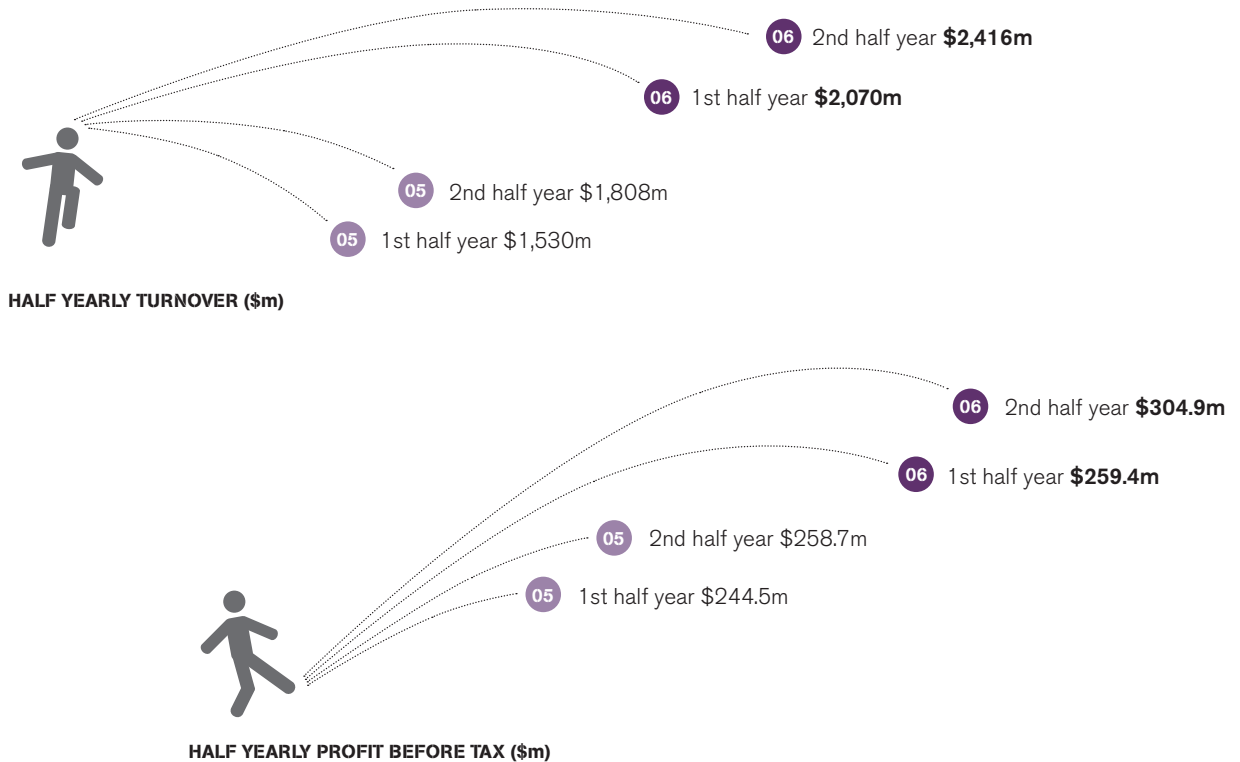 06 2nd half year $2,416m
06 1st half year $2,070m
05 2nd half year $1,808m
05 1st half year $1,530m
HALF YEARLY TURNOVER ($m)
06 2nd half year $304.9m
06 1st half year $259.4m
05 2nd half year $258.7m
05 1st half year $244.5m
HALF YEARLY PROFIT BEFORE TAX ($m)